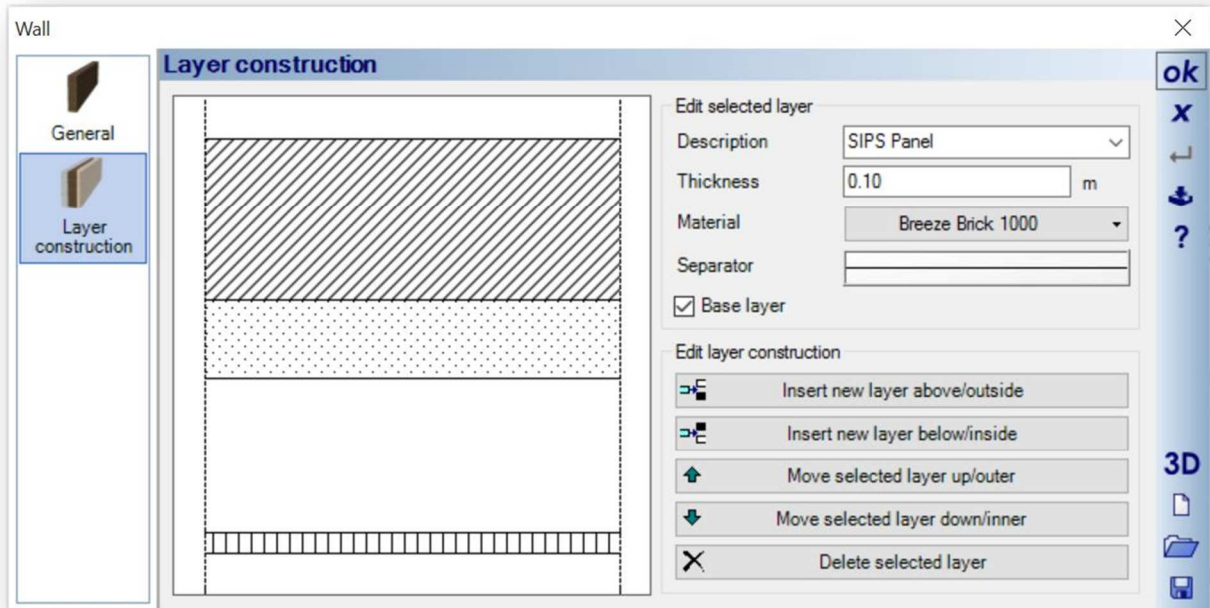 Wall
General
Layer
construction
Layer construction
Edit selected layer
Description SIPS Panel
Thickness 0.10 m
Material Breeze Brick 1000
Separator
Base layer
Edit layer construction
Insert new layer above/outside
Insert new layer below/inside
Move selected layer up/outer
Move selected layer down/inner
Delete selected layer
ok
x
?
3D